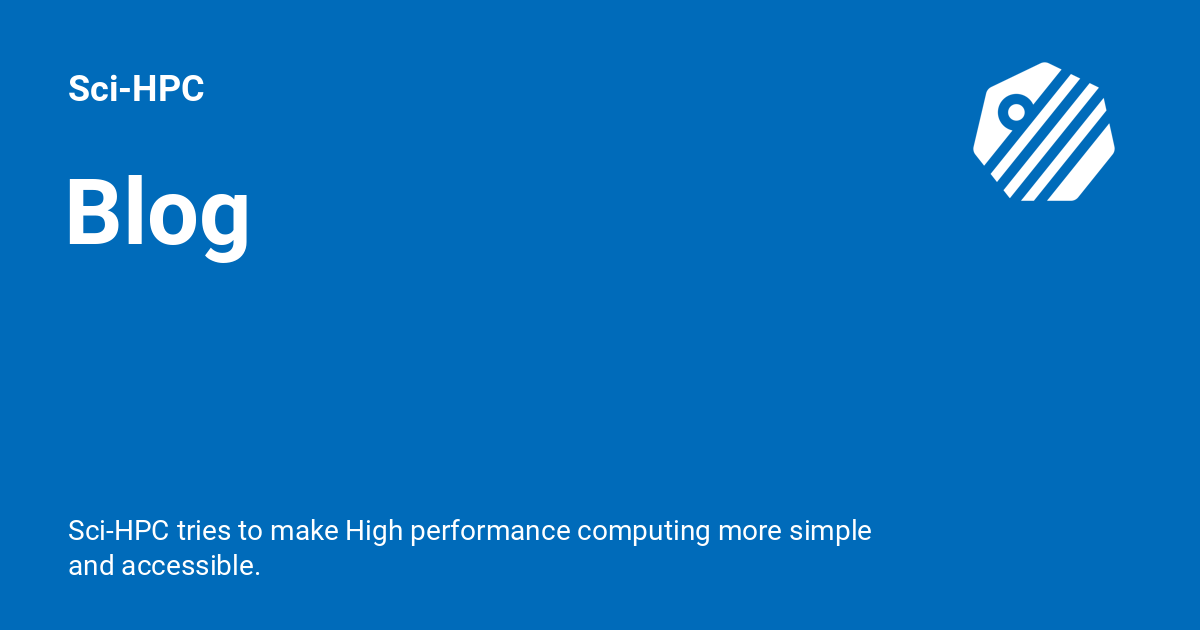 Sci-HPC
Blog
Sci-HPC tries to make High performance computing more simple
and accessible.